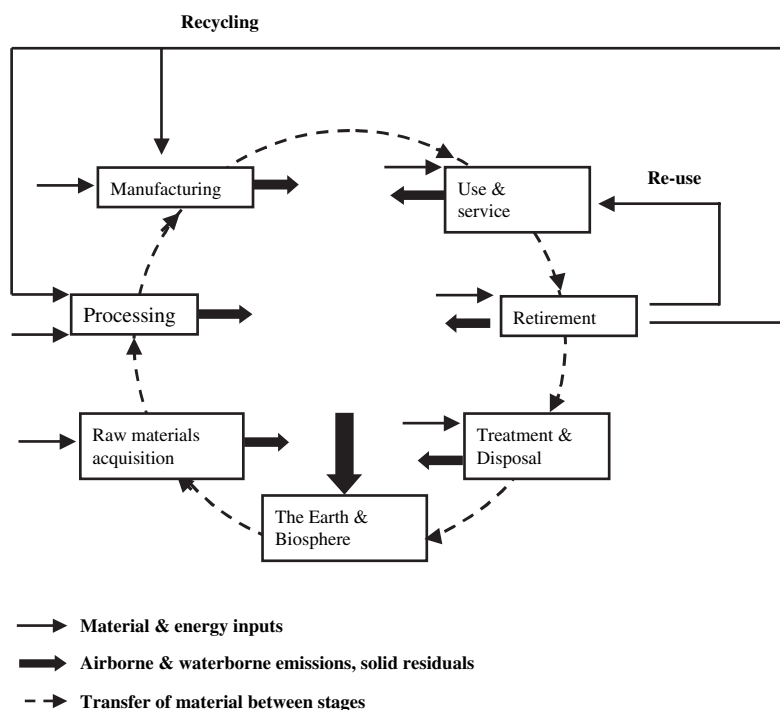 Recycling
Manufacturing
Use &
service
Re-use
Processing
Retirement
Raw materials
acquisition
Treatment &
Disposal
The Earth &
Biosphere
Material & energy inputs
Airborne & waterborne emissions, solid residuals
Transfer of material between stages